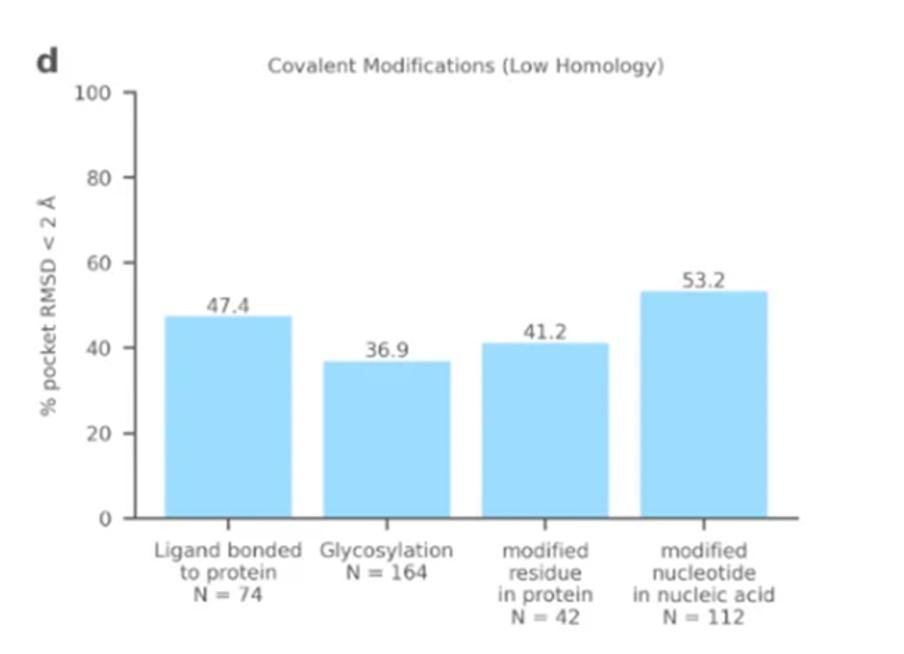 d
Covalent Modifications (Low Homology)
% pocket RMSD < 2 Å
100
80
60
40
20
0
47.4
36.9
41.2
53.2
Ligand bonded
to protein
N = 74
Glycosylation
N = 164
modified
residue
in protein
N = 42
modified
nucleotide
in nucleic acid
N = 112